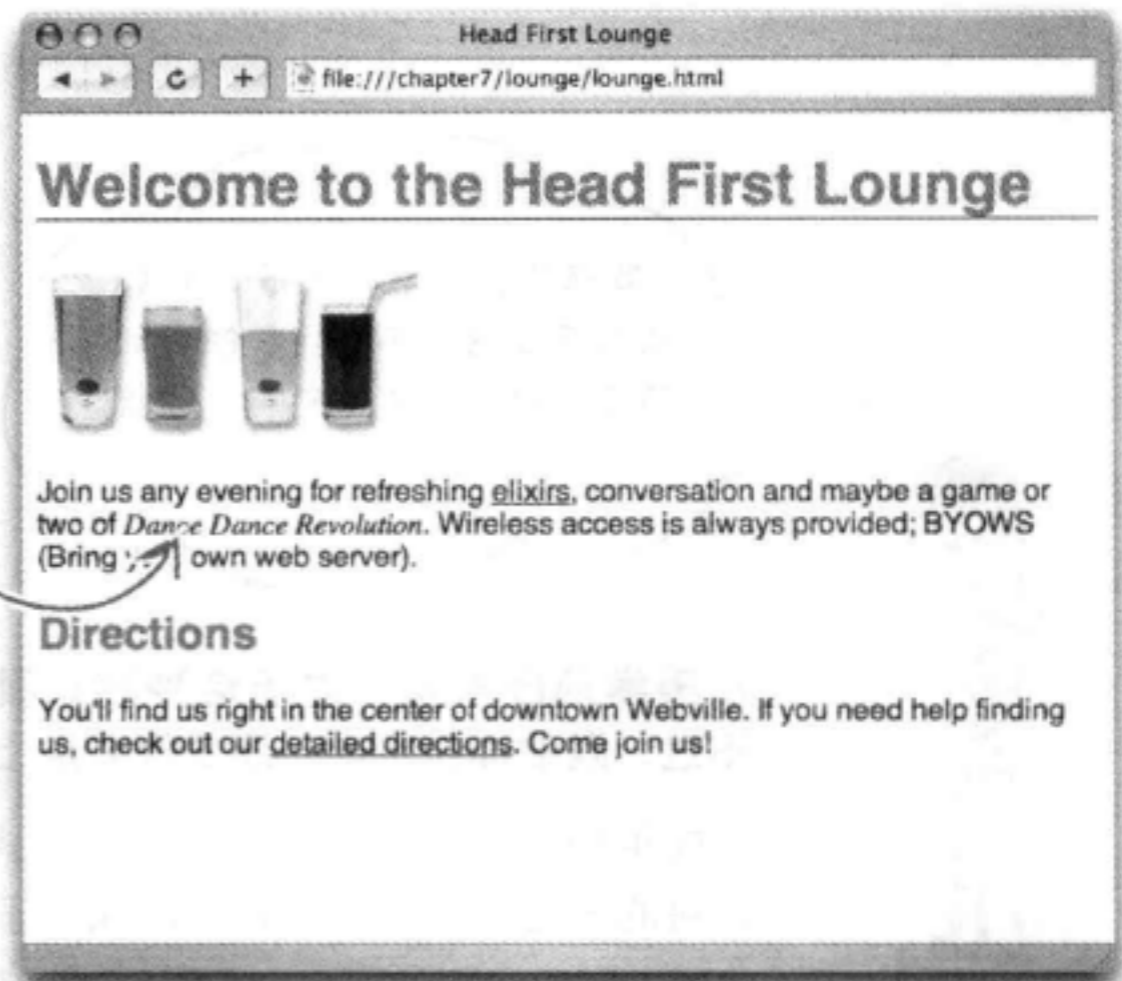 Head First Lounge
file:///chapter7/lounge/lounge.html
Welcome to the Head First Lounge
Join us any evening for refreshing elixirs, conversation and maybe a game or
two of Dance Dance Revolution. Wireless access is always provided; BYOWS
(Bring own web server).
Directions
You'll find us right in the center of downtown Webville. If you need help finding
us, check out our detailed directions. Come join us!